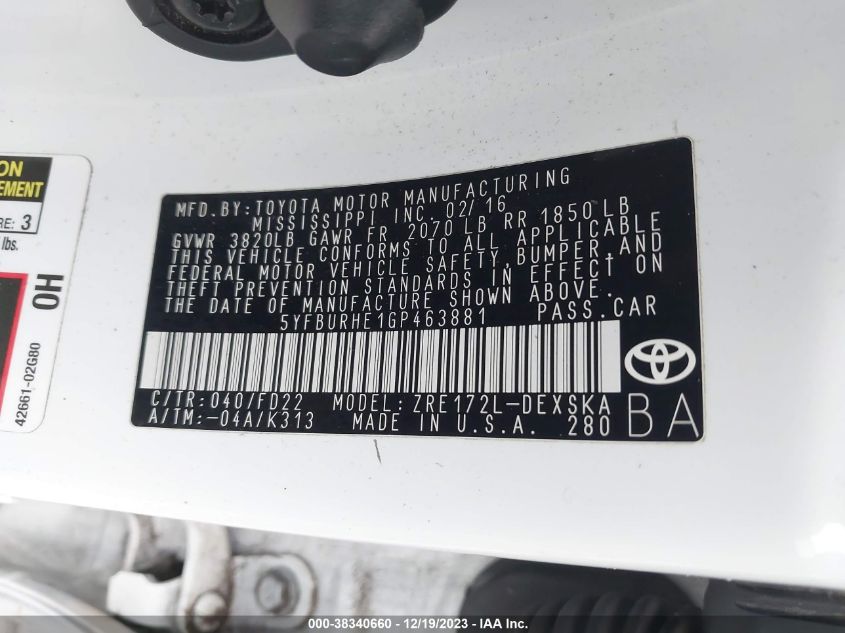 MFD. BY: TOYOTA MOTOR MANUFACTURING
MISSISSIPPI INC. 02/16
GVWR 3820LB GAWR FR 2070 LB RR 1850 LB
THIS VEHICLE CONFORMS TO ALL APPLICABLE
FEDERAL MOTOR VEHICLE SAFETY, BUMPER, AND
THEFT PREVENTION STANDARDS IN EFFECT ON
THE DATE OF MANUFACTURE SHOWN ABOVE.
5YFBURHE1GP463881 PASS. CAR
C/TR: 040/FD22 MODEL: ZRE172L-DEXSKA
A/TM: -04A/K313 MADE IN U.S.A. 280
BA
ON
EMENT
RE: 3
lbs.
OH
42661-02G80
000-38340660 - 12/19/2023 - IAA Inc.